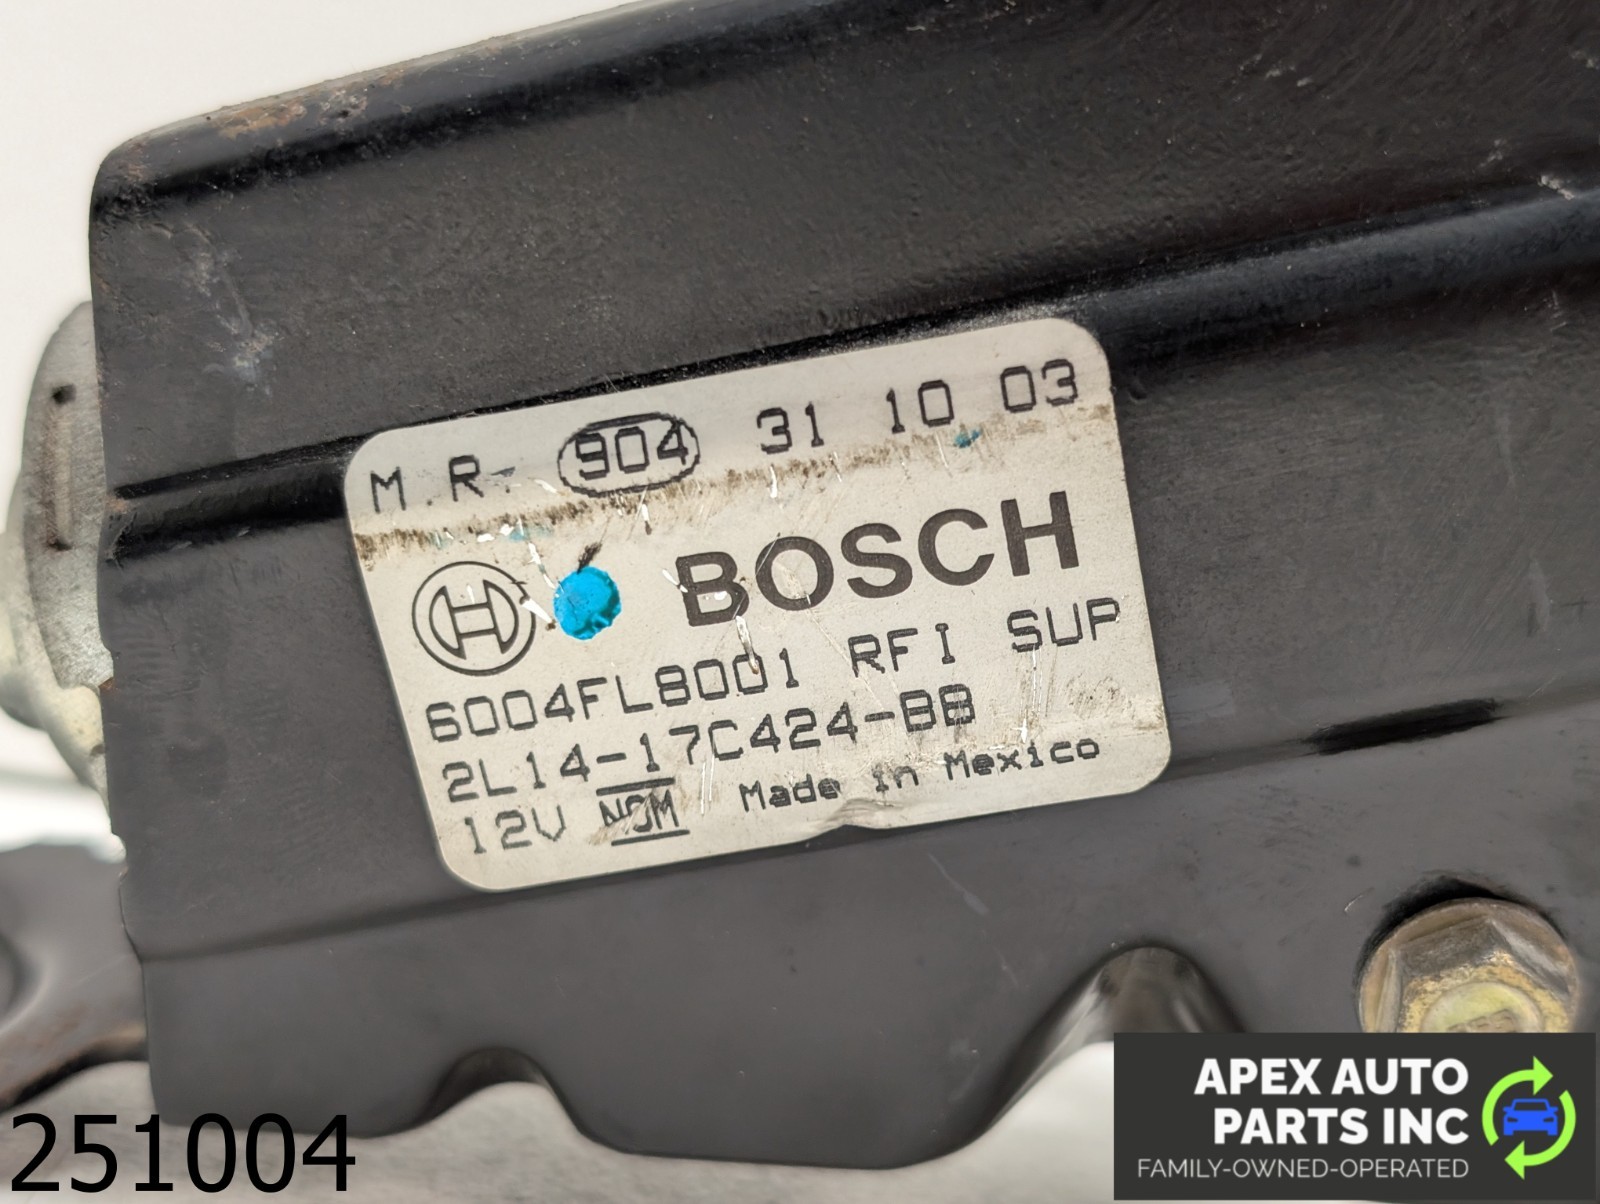 M.R. 904 31 10 03
BOSCH
6004FL8001 RFI SUP
2L14-17C424-BB
12V NOM Made in Mexico
251004
APEX AUTO
PARTS INC
FAMILY-OWNED-OPERATED